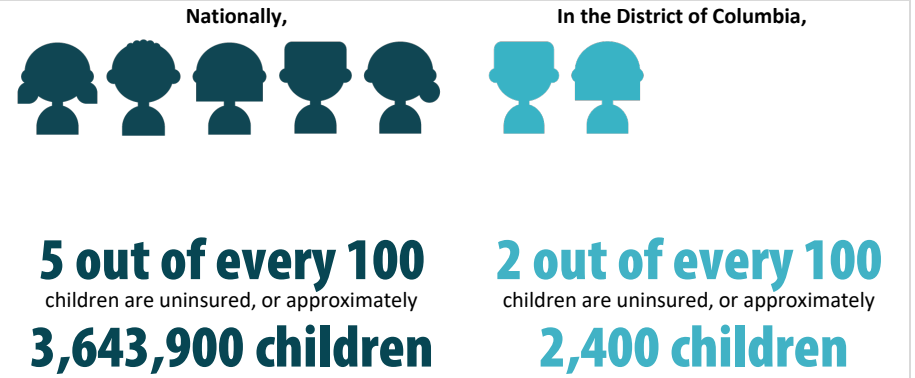 Nationally,
5 out of every 100
children are uninsured, or approximately
3,643,900 children
In the District of Columbia,
2 out of every 100
children are uninsured, or approximately
2,400 children